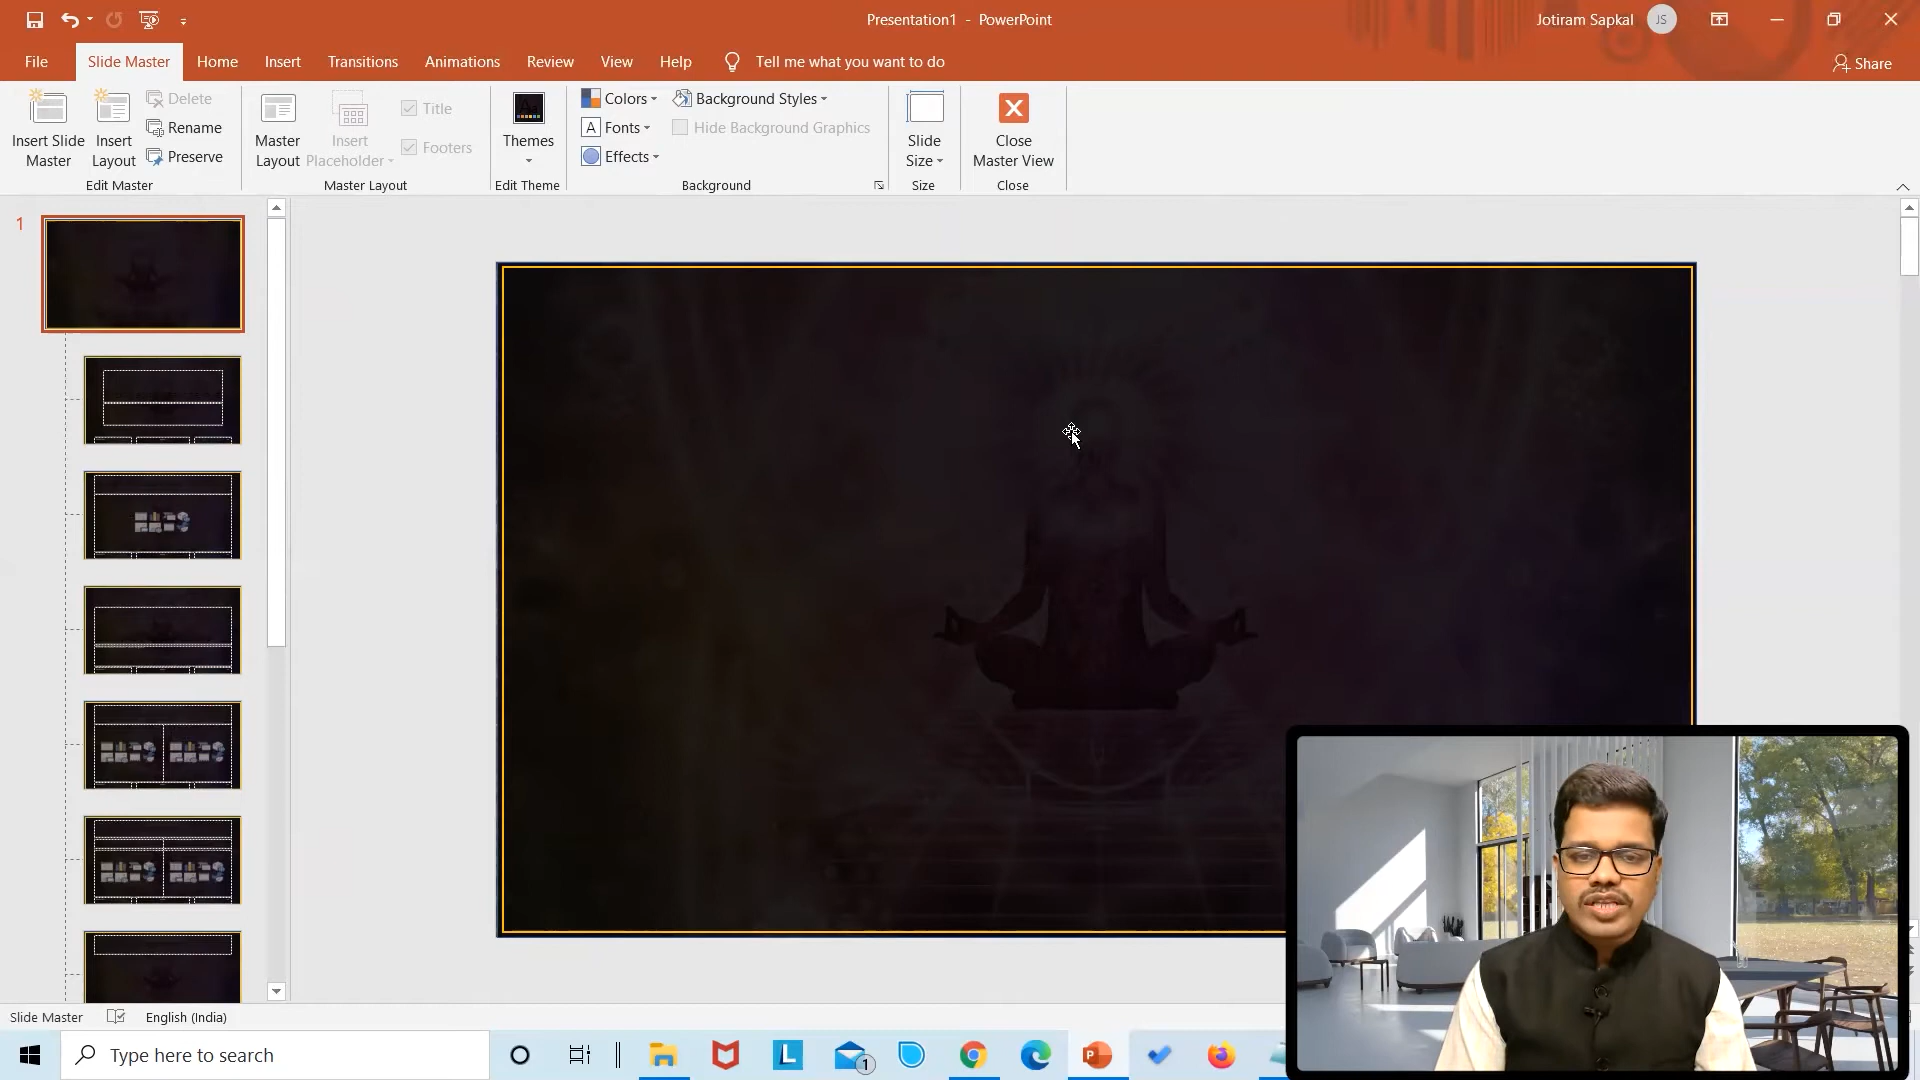 Presentation1 - PowerPoint
Jotiram Sapkal
JS
File
Slide Master
Home
Insert
Transitions
Animations
Review
View
Help
Tell me what you want to do
Share
Insert Slide
Master
Insert
Layout
Delete
Rename
Preserve
Edit Master
Master
Layout
Insert
Placeholder
Title
Footers
Master Layout
Themes
Edit Theme
Colors
Fonts
Effects
Background Styles
Hide Background Graphics
Background
Slide
Size
Size
Close
Master View
Close
1
Slide Master
English (India)
Type here to search
L
1
P